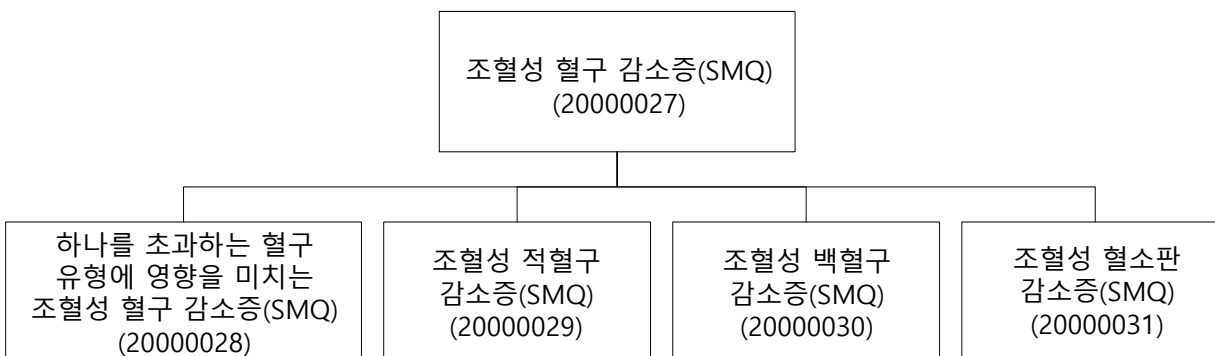 조혈성 혈구 감소증(SMQ)
(20000027)
하나를 초과하는 혈구
유형에 영향을 미치는
조혈성 혈구 감소증(SMQ)
(20000028)
조혈성 적혈구
감소증(SMQ)
(20000029)
조혈성 백혈구
감소증(SMQ)
(20000030)
조혈성 혈소판
감소증(SMQ)
(20000031)